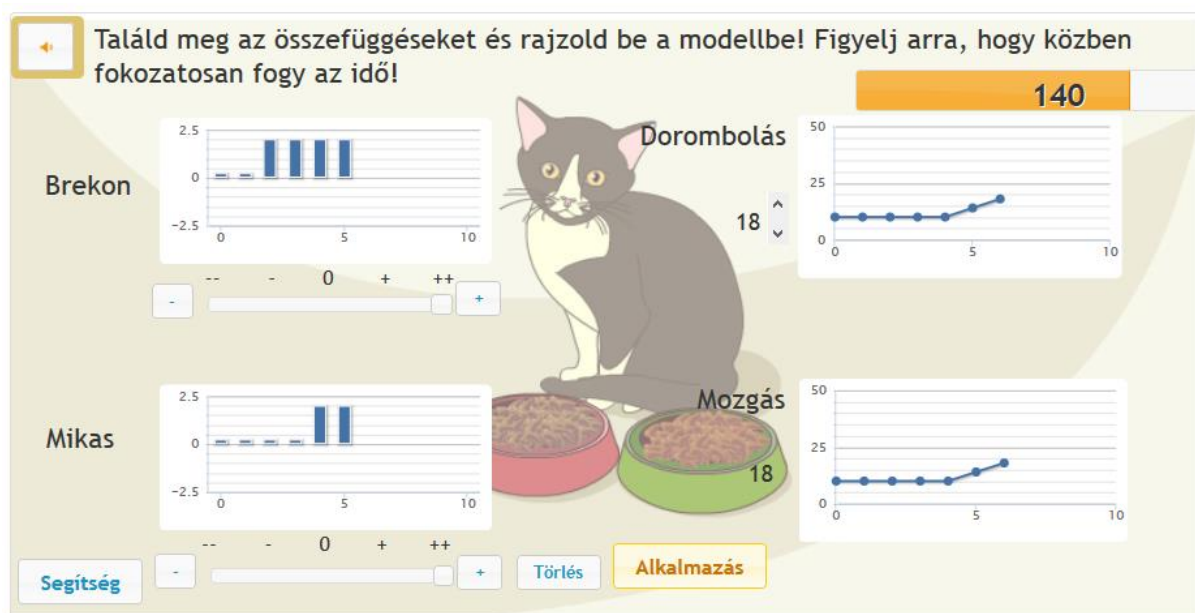 Találd meg az összefüggéseket és rajzold be a modellbe! Figyelj arra, hogy közben
fokozatosan fogy az idő!
140
Brekon
2.5
0
-2.5
0 5 10
-- - 0 + ++
- +
Dorombolás
18
50
25
0
0 5 10
Mikas
2.5
0
-2.5
0 5 10
-- - 0 + ++
- +
Mozgás
18
50
25
0
0 5 10
Segítség
Törlés
Alkalmazás